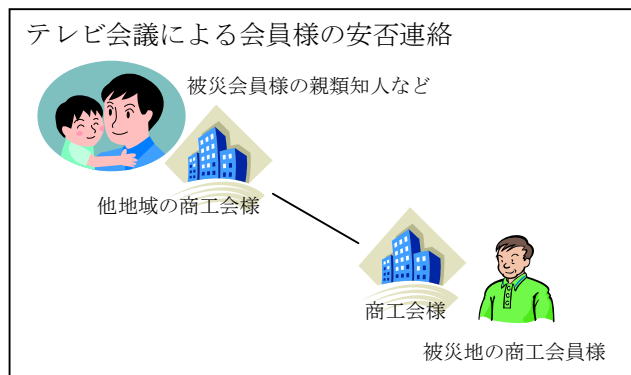 テレビ会議による会員様の安否連絡
被災会員様の親類知人など
他地域の商工会様
商工会様
被災地の商工会員様